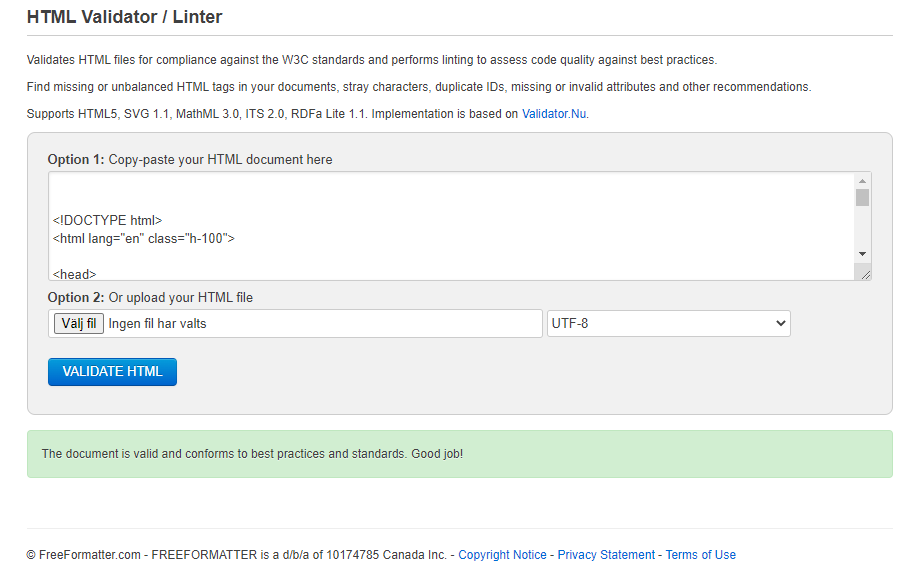 HTML Validator / Linter
Validates HTML files for compliance against the W3C standards and performs linting to assess code quality against best practices.
Find missing or unbalanced HTML tags in your documents, stray characters, duplicate IDs, missing or invalid attributes and other recommendations.
Supports HTML5, SVG 1.1, MathML 3.0, ITS 2.0, RDFa Lite 1.1. Implementation is based on Validator.Nu.
Option 1: Copy-paste your HTML document here
<!DOCTYPE html>
<html lang="en" class="h-100">
<head>
Option 2: Or upload your HTML file
Välj fil Ingen fil har valts UTF-8
VALIDATE HTML
The document is valid and conforms to best practices and standards. Good job!
© FreeFormatter.com - FREEFORMATTER is a d/b/a of 10174785 Canada Inc. - Copyright Notice - Privacy Statement - Terms of Use